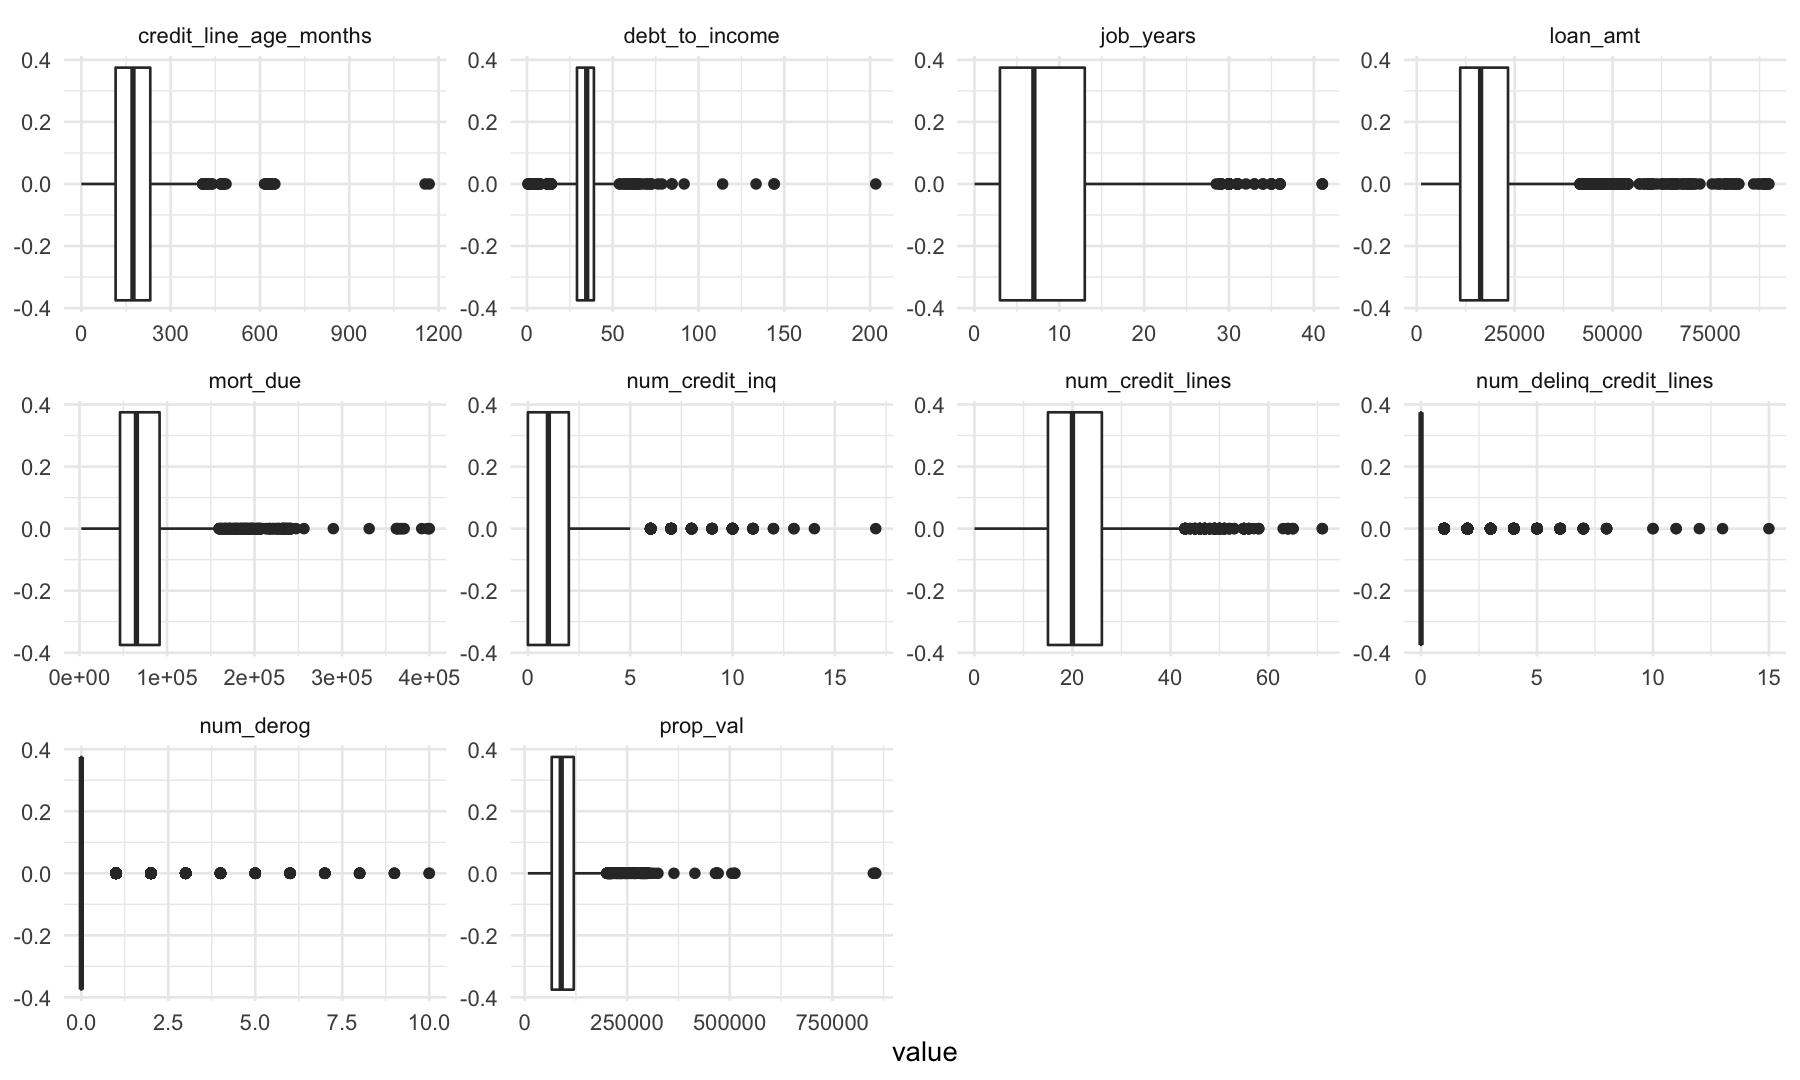 credit_line_age_months debt_to_income job_years loan_amt
0.4 0.4 0.4 0.4
0.2 0.2 0.2 0.2
0.0 0.0 0.0 0.0
-0.2 -0.2 -0.2 -0.2
-0.4 -0.4 -0.4 -0.4
0 300 600 900 1200 0 50 100 150 200 0 10 20 30 40 0 25000 50000 75000
mort_due num_credit_inq num_credit_lines num_delinq_credit_lines
0.4 0.4 0.4 0.4
0.2 0.2 0.2 0.2
0.0 0.0 0.0 0.0
-0.2 -0.2 -0.2 -0.2
-0.4 -0.4 -0.4 -0.4
0e+00 1e+05 2e+05 3e+05 4e+05 0 5 10 15 0 20 40 60 0 5 10 15
num_derog prop_val
0.4 0.4
0.2 0.2
0.0 0.0
-0.2 -0.2
-0.4 -0.4
0.0 2.5 5.0 7.5 10.0 0 250000 500000 750000
value